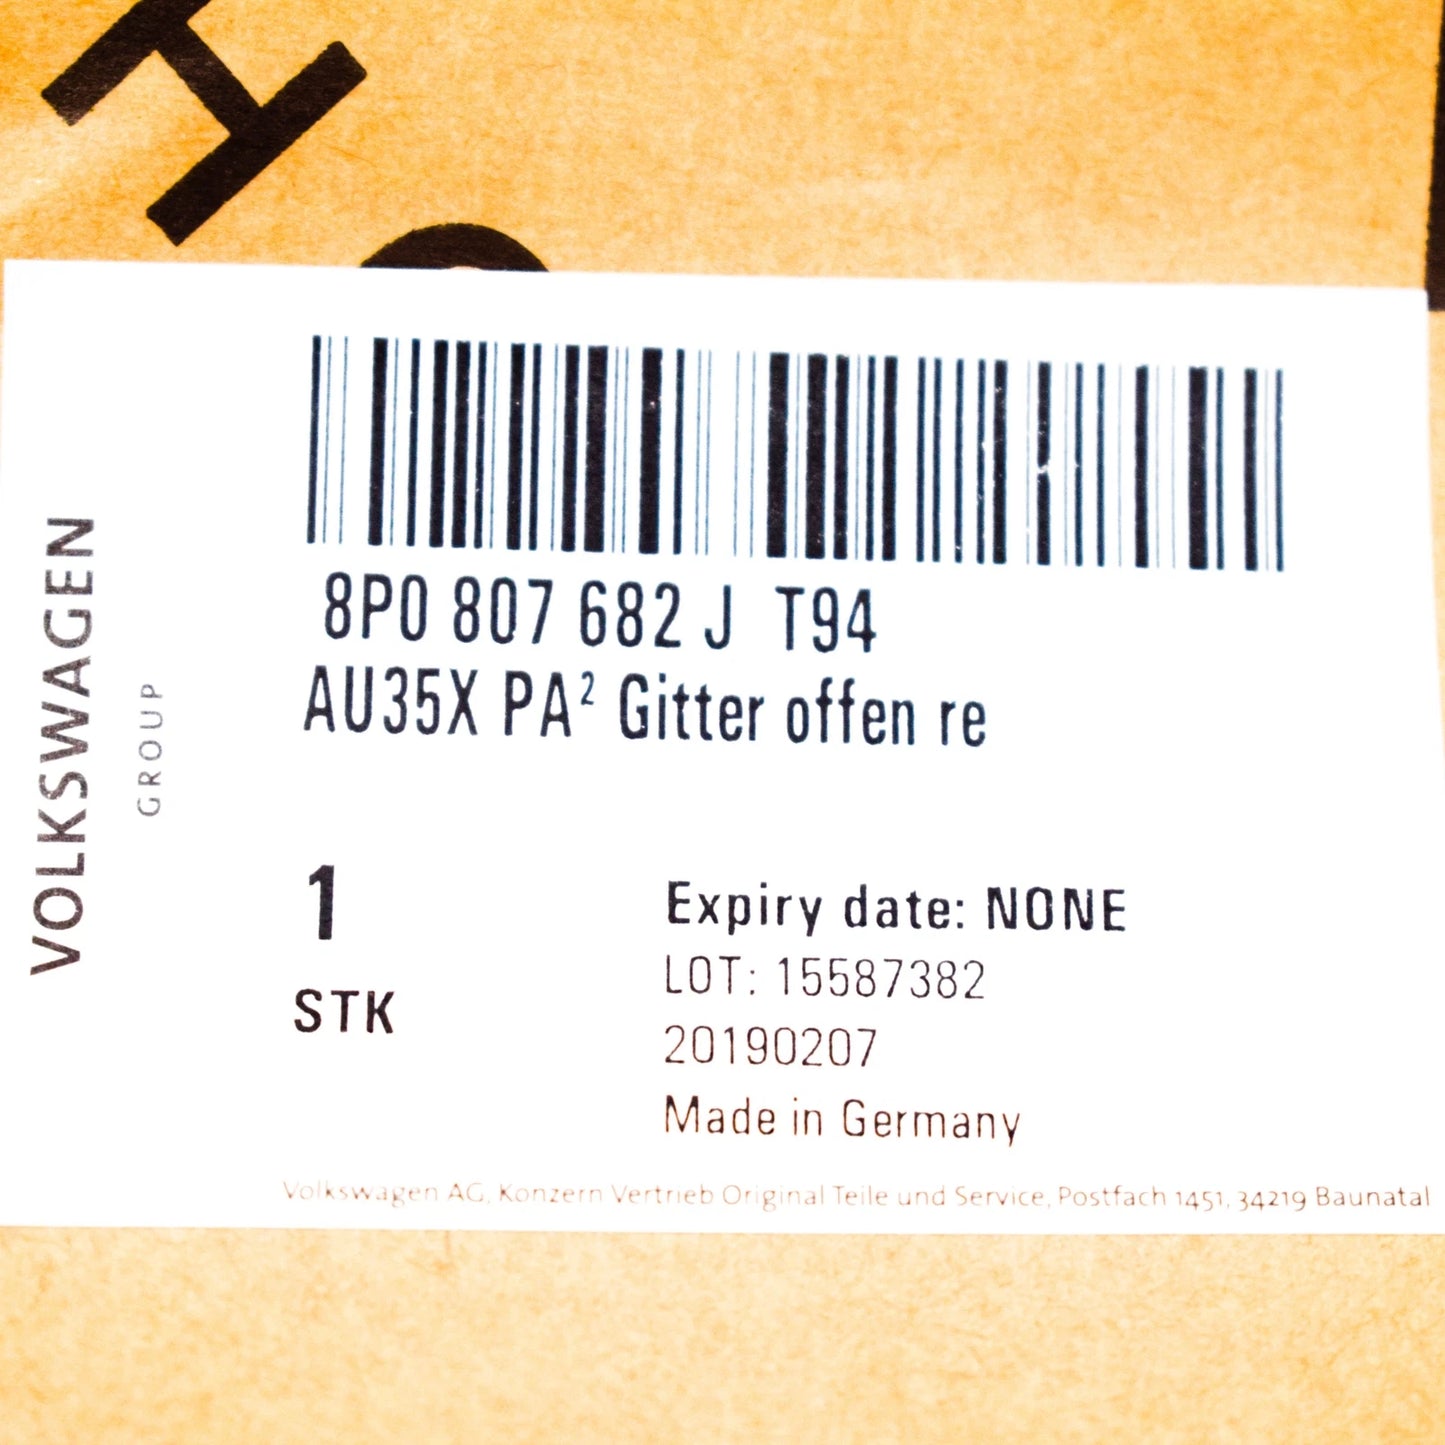 H
VOLKSWAGEN
GROUP
8P0 807 682 J T94
AU35X PA² Gitter offen re
1
STK
Expiry date: NONE
LOT: 15587382
20190207
Made in Germany
Volkswagen AG, Konzern Vertrieb Original Teile und Service, Postfach 1451, 34219 Baunatal